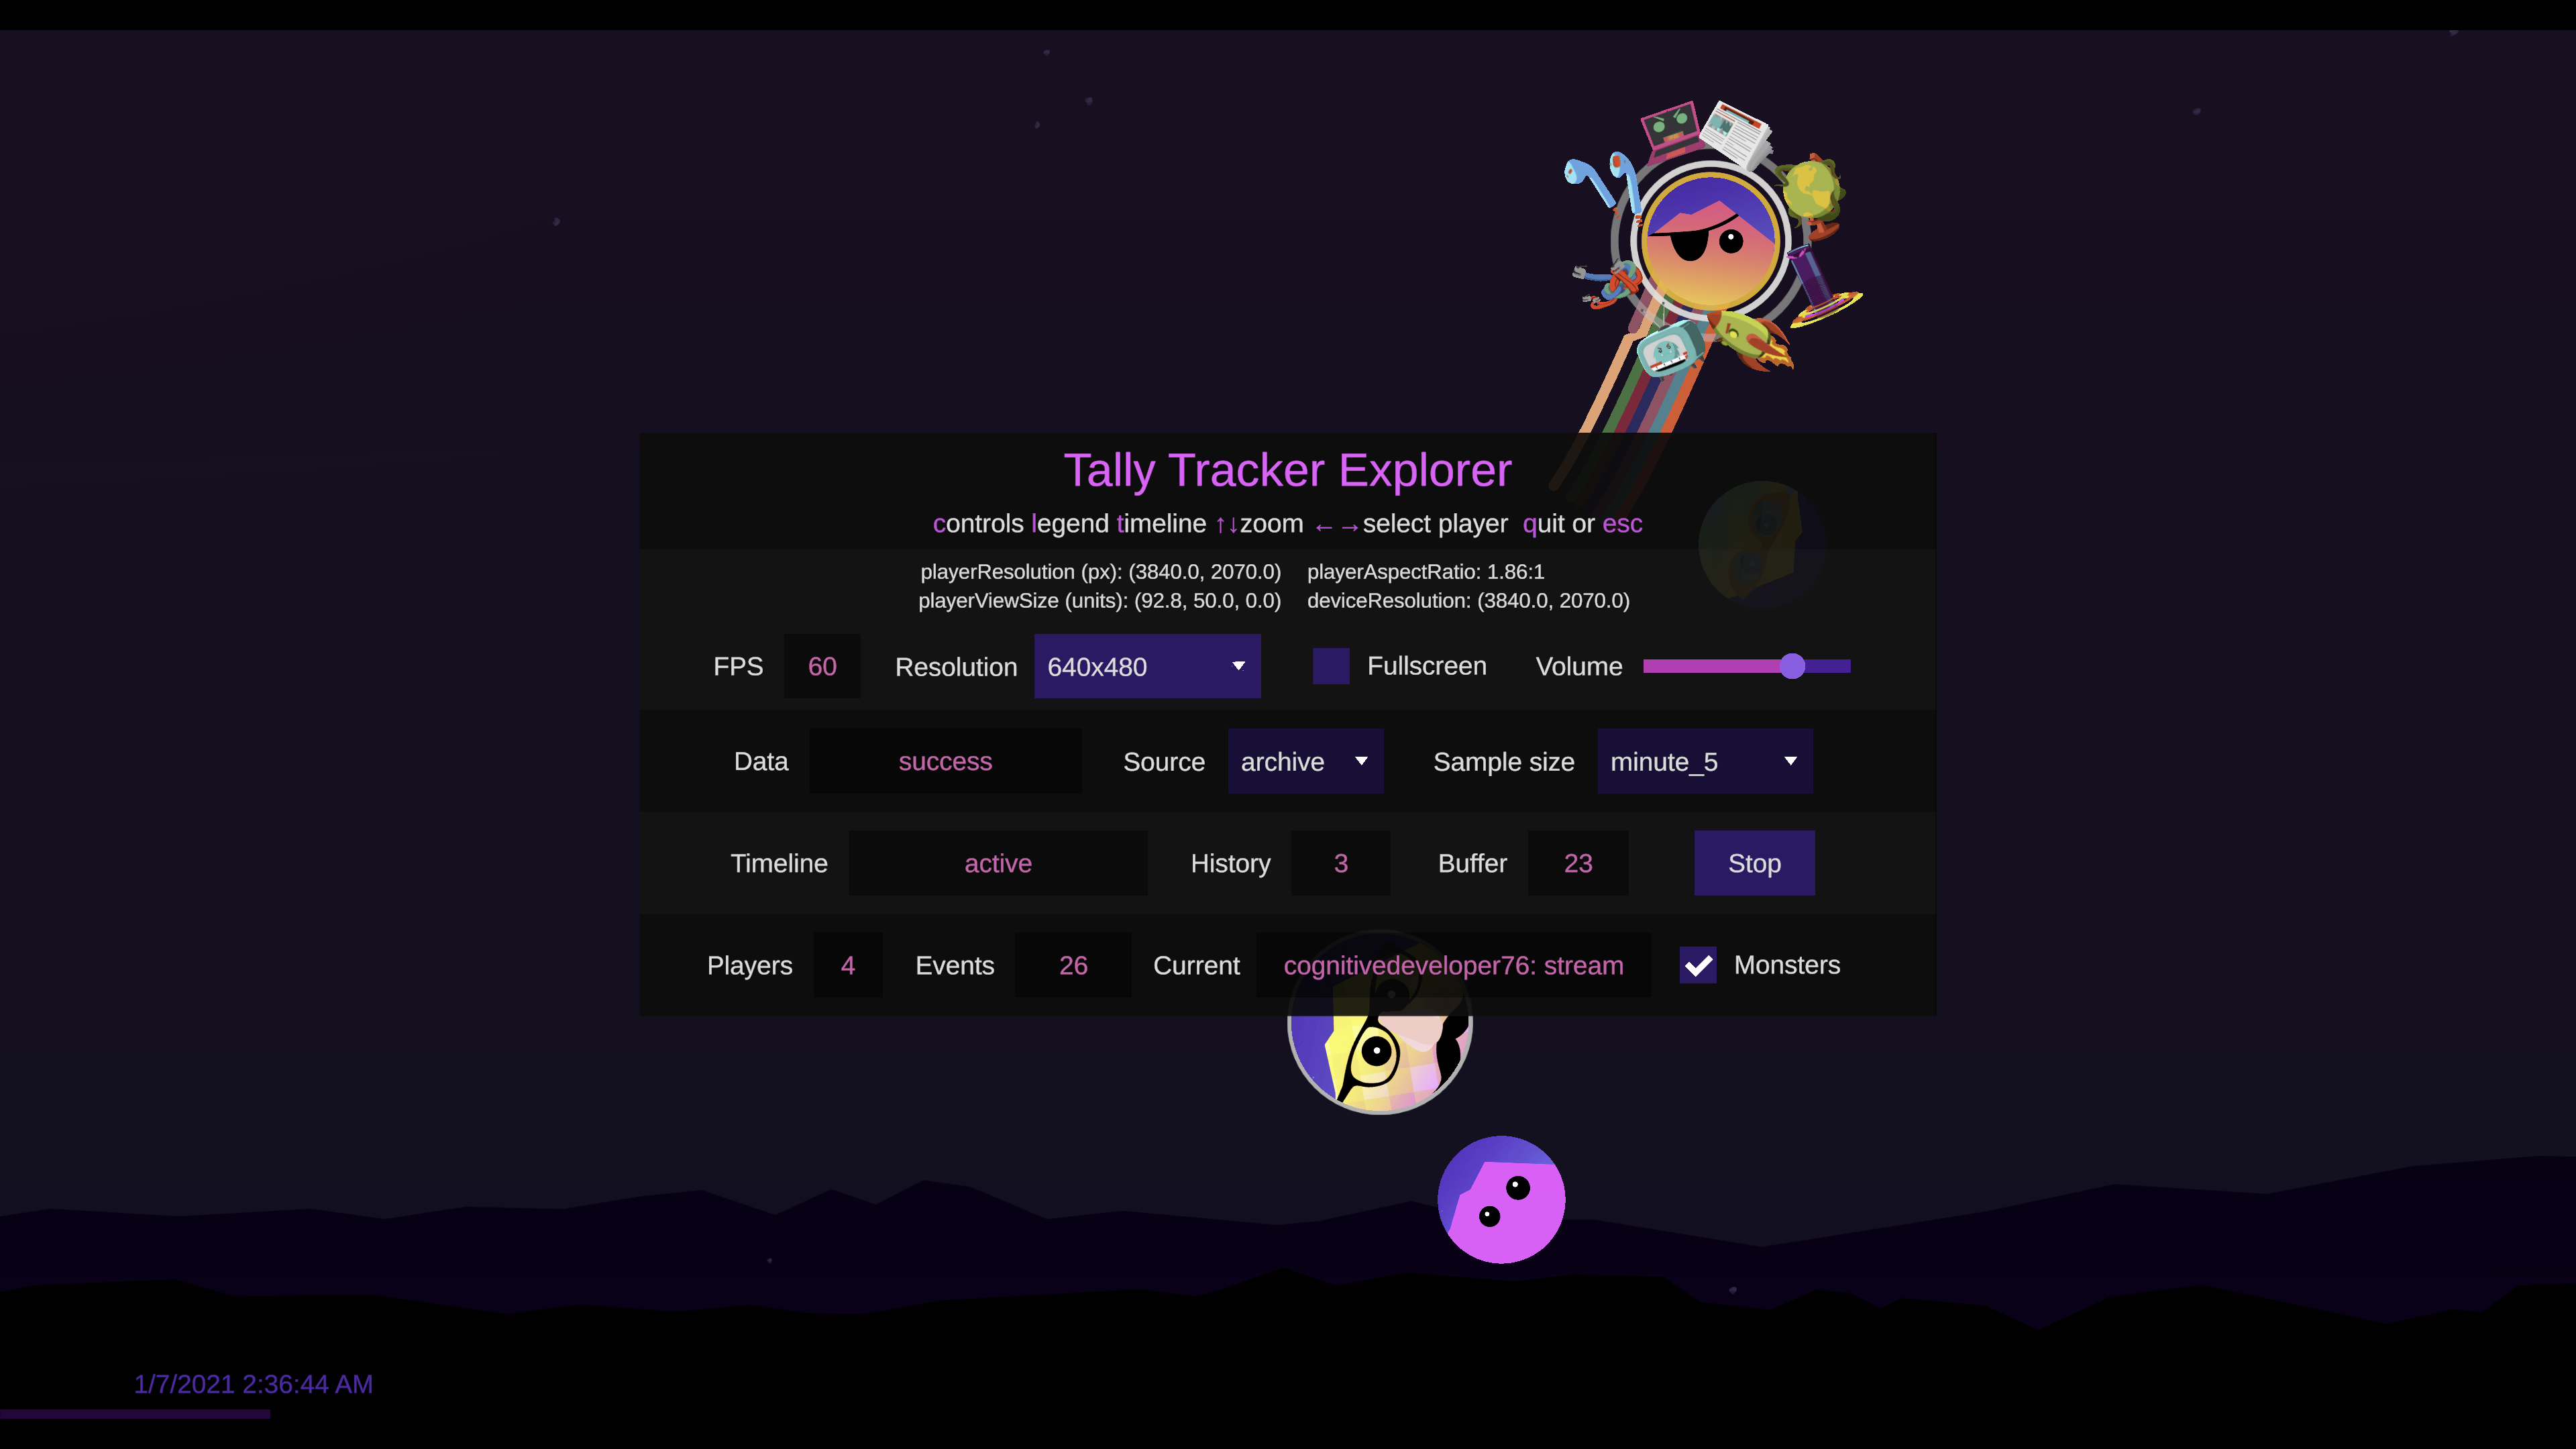 Tally Tracker Explorer
controls legend timeline ↑↓zoom ←→select player quit or esc
playerResolution (px): (3840.0, 2070.0) playerAspectRatio: 1.86:1
playerViewSize (units): (92.8, 50.0, 0.0) deviceResolution: (3840.0, 2070.0)
FPS 60 Resolution 640x480 Fullscreen Volume
Data success Source archive Sample size minute_5
Timeline active History 3 Buffer 23 Stop
Players 4 Events 26 Current cognitivedeveloper76: stream Monsters
1/7/2021 2:36:44 AM